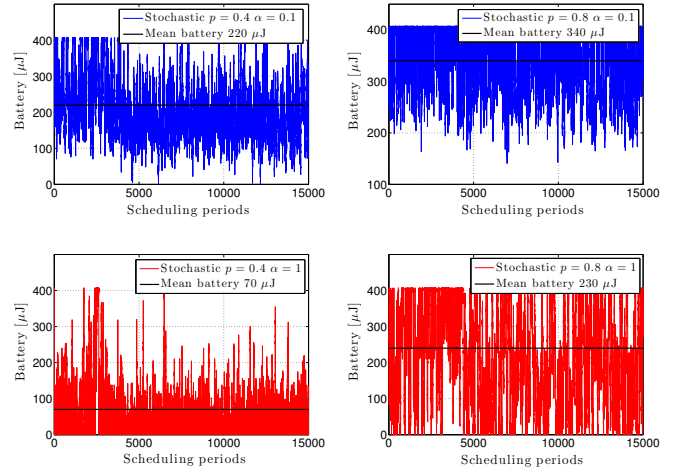 Stochastic p = 0.4 α = 0.1
Mean battery 220 μJ
400
300
200
100
0
Battery [μJ]
0 5000 10000 15000
Scheduling periods
Stochastic p = 0.8 α = 0.1
Mean battery 340 μJ
400
300
200
100
Battery [μJ]
0 5000 10000 15000
Scheduling periods
Stochastic p = 0.4 α = 1
Mean battery 70 μJ
400
300
200
100
0
Battery [μJ]
0 5000 10000 15000
Scheduling periods
Stochastic p = 0.8 α = 1
Mean battery 230 μJ
400
300
200
100
0
Battery [μJ]
0 5000 10000 15000
Scheduling periods